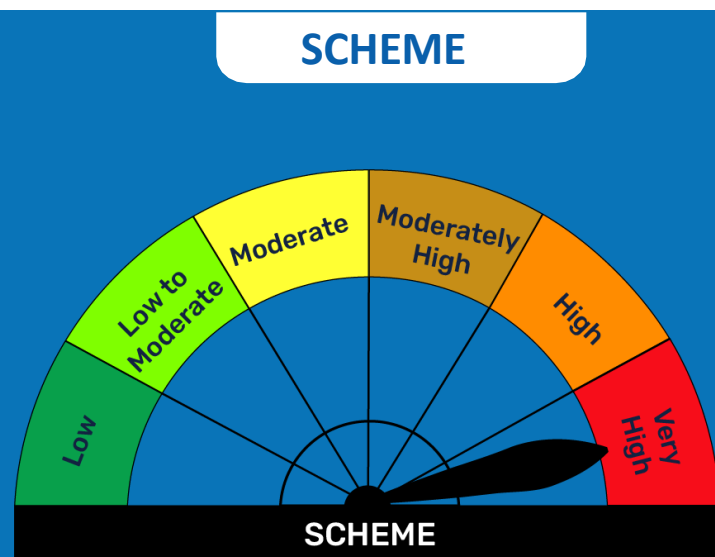 SCHEME
Low
Low to
Moderate
Moderate
Moderately
High
High
Very
High
SCHEME